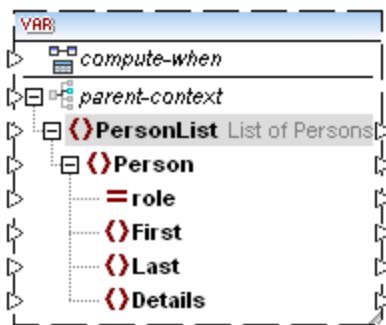 VAR
compute-when
parent-context
PersonList List of Persons
Person
role
First
Last
Details